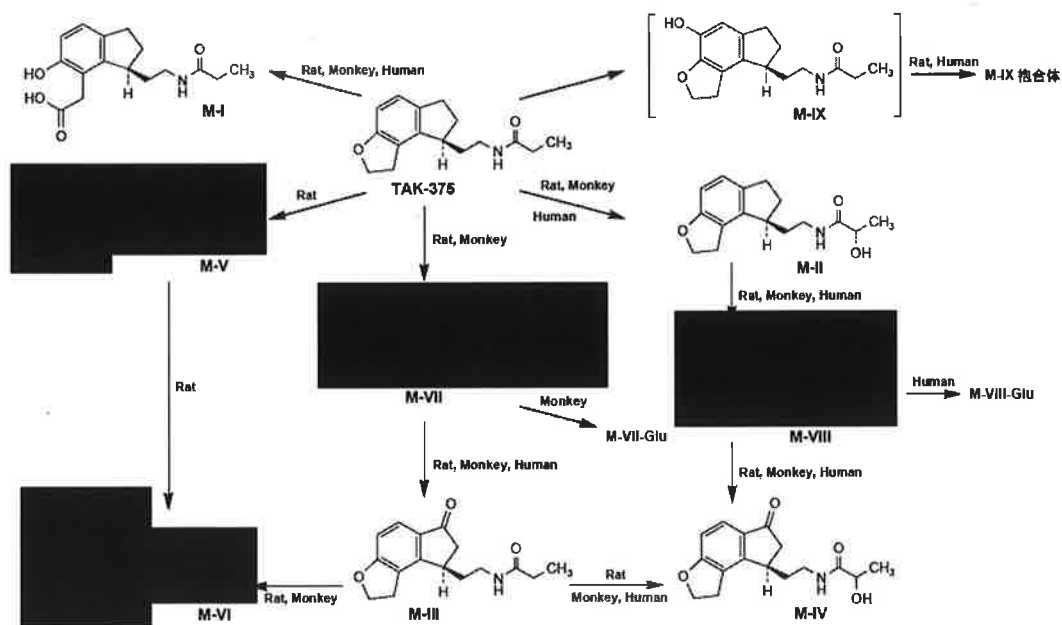 HO
O
N
H
CH₃
HO
O
H
M-I
Rat, Monkey, Human
HO
O
O
N
H
CH₃
H
M-IX
Rat, Human
M-IX 抱合体
O
O
N
H
CH₃
H
TAK-375
Rat
M-V
Rat, Monkey
Human
Rat, Monkey
O
O
N
H
CH₃
H
OH
M-II
Rat, Monkey, Human
M-VII
Monkey
M-VII-Glu
Human
M-VIII-Glu
M-VIII
Rat
Rat, Monkey, Human
Rat, Monkey, Human
O
O
O
N
H
CH₃
H
M-III
Rat, Monkey
M-VI
Rat
Monkey, Human
O
O
O
N
H
CH₃
H
OH
M-IV